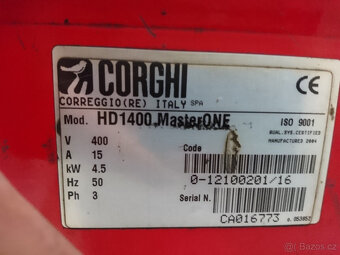 CORGHI
CORREGGIO(RE) ITALY SPA
Mod. HD1400 MasterONE
ISO 9001
QUAL.SYS.CERTIFIED
MANUFACTURED 2004
V 400
A 15
kW 4.5
Hz 50
Ph 3
Code
0-12100201/16
Serial N.
CA016773
bazos.cz